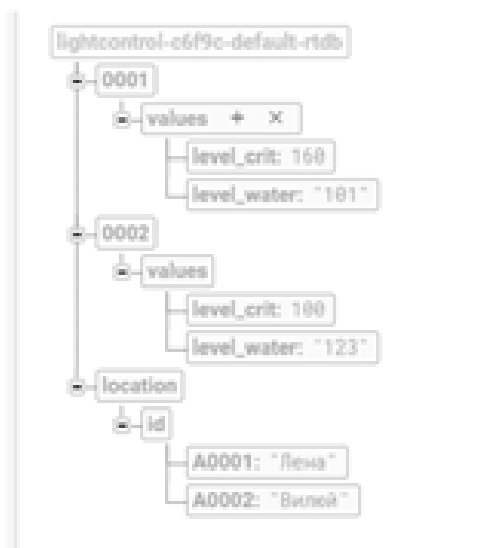 lightcontrol-c6f9c-default-rtdb
0001
values + ×
level_crit: 160
level_water: "101"
0002
values
level_crit: 100
level_water: "123"
location
id
A0001: "Лена"
A0002: "Вилюй"